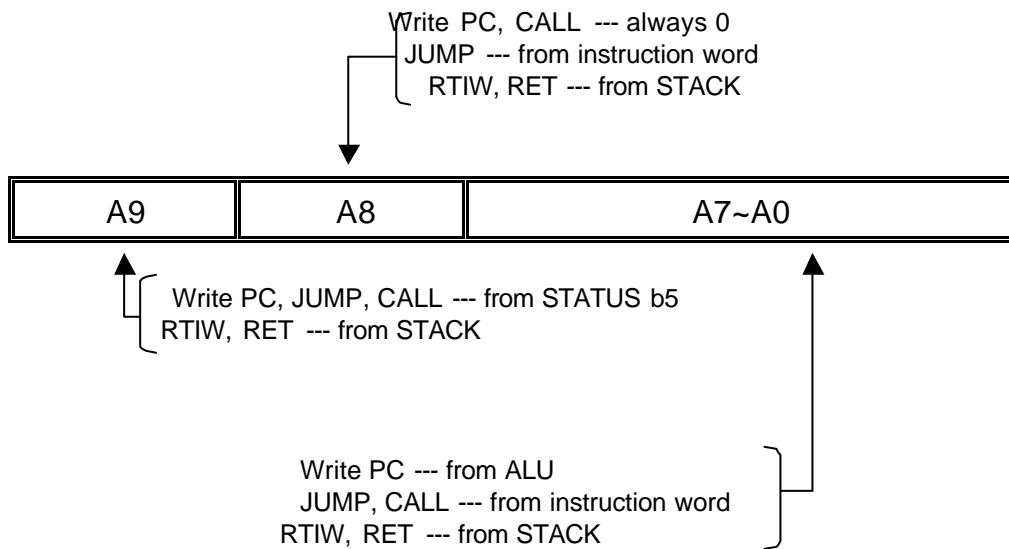 Write PC, CALL --- always 0
JUMP --- from instruction word
RTIW, RET --- from STACK
A9 A8 A7~A0
Write PC, JUMP, CALL --- from STATUS b5
RTIW, RET --- from STACK
Write PC --- from ALU
JUMP, CALL --- from instruction word
RTIW, RET --- from STACK